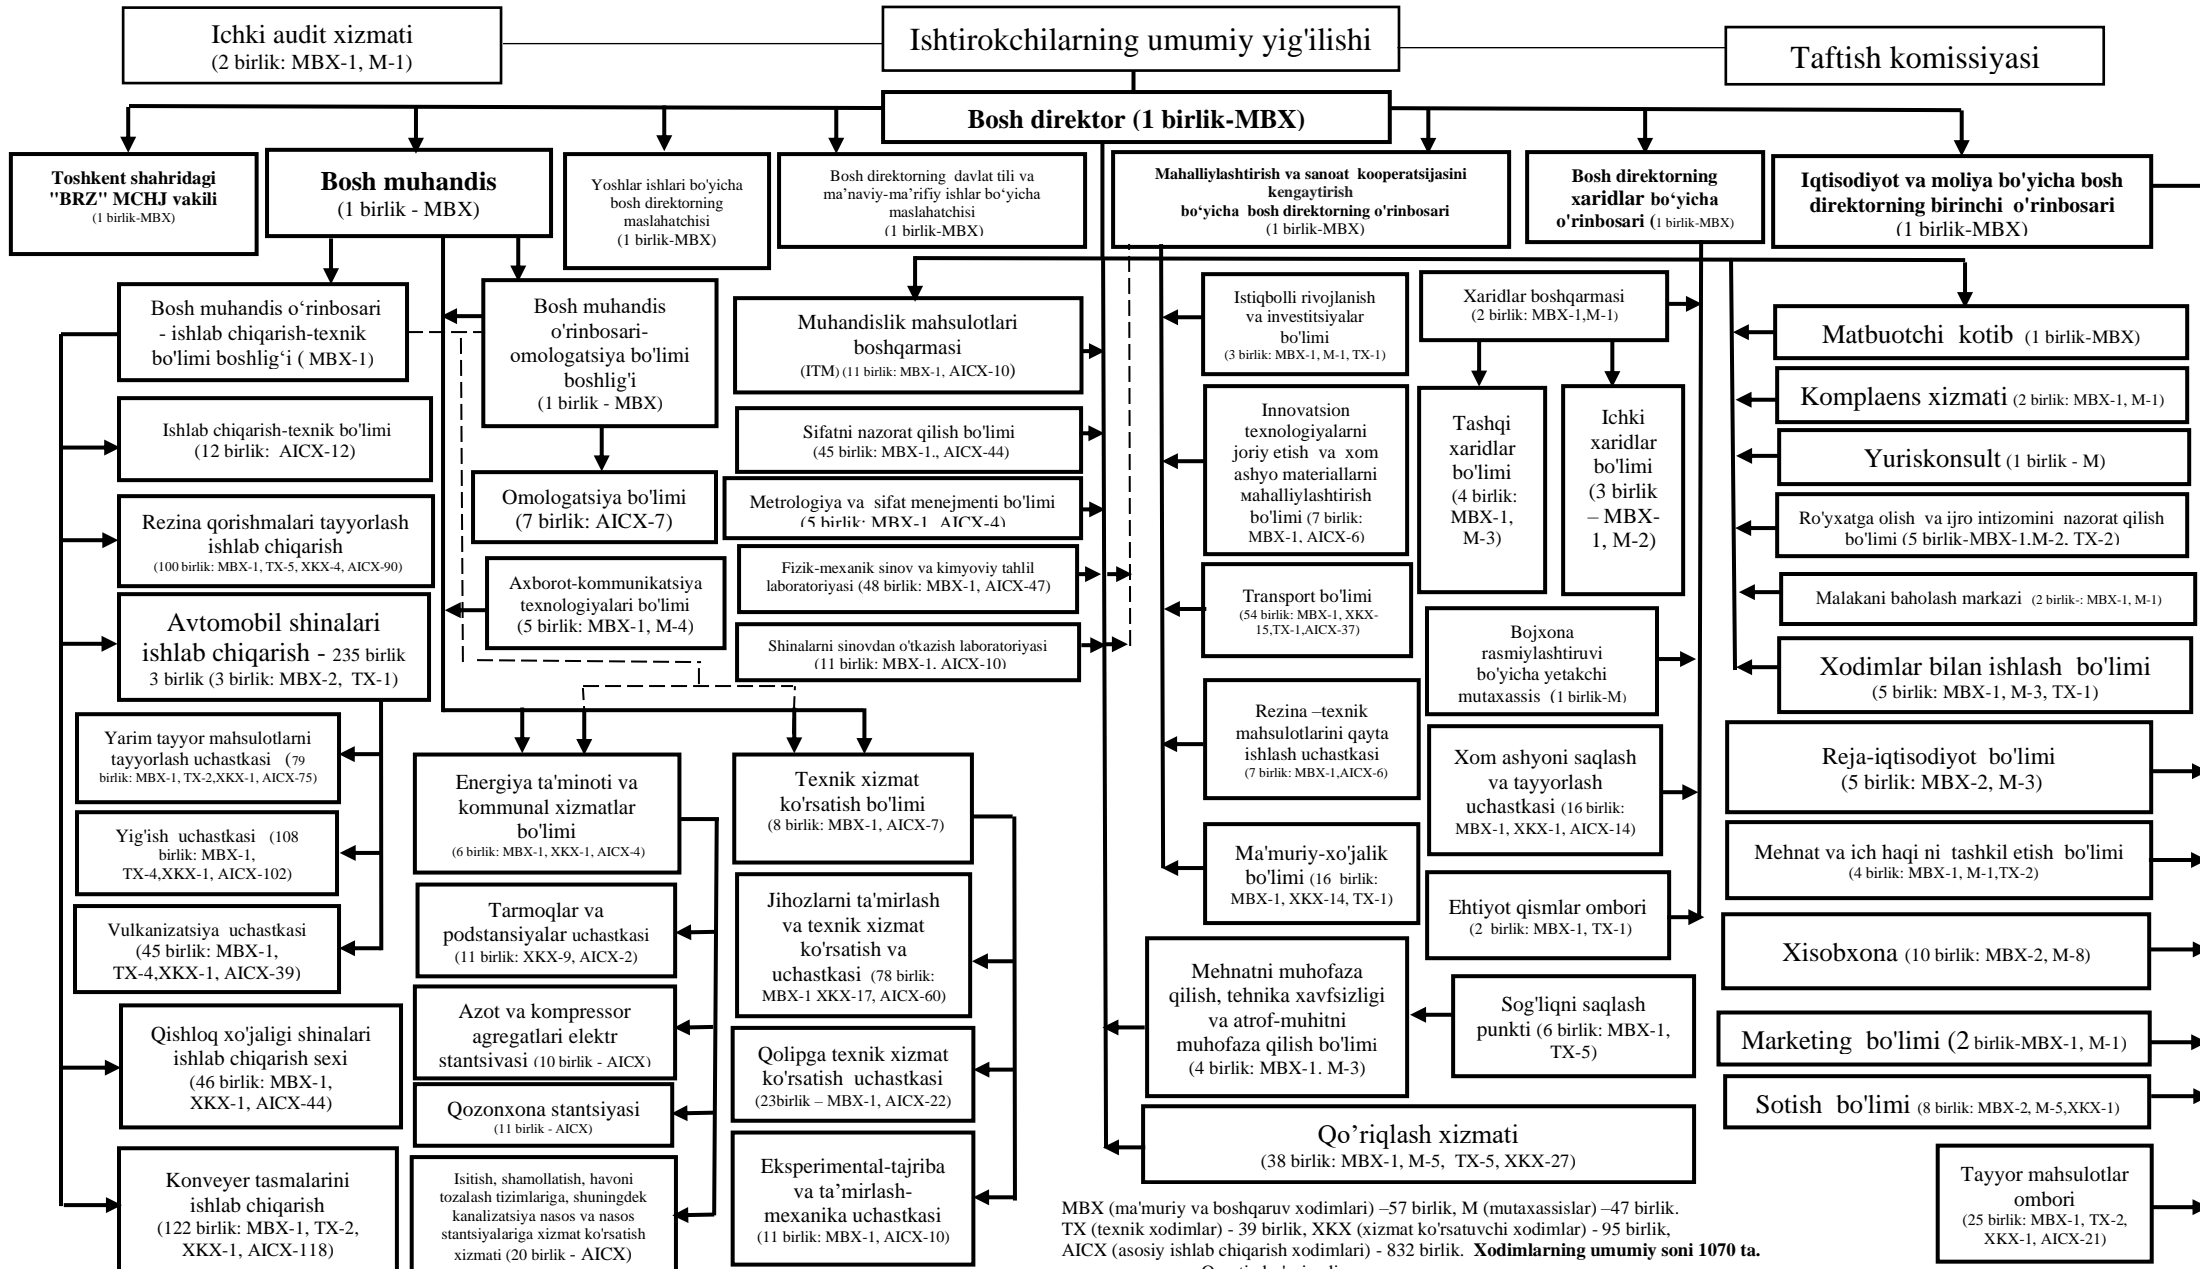 Ichki audit xizmati
(2 birlik: MBX-1, M-1)
Ishtirokchilarning umumiy yig'ilishi
Taftish komissiyasi
Bosh direktor (1 birlik-MBX)
Toshkent shahridagi
"BRZ" MCHJ vakili
(1 birlik-MBX)
Bosh muhandis
(1 birlik - MBX)
Yoshlar ishlari bo'yicha
bosh direktorning
maslahatchisi
(1 birlik-MBX)
Bosh direktorning davlat tili va
ma’naviy-ma’rifiy ishlar bo‘yicha
maslahatchisi
(1 birlik-MBX)
Mahalliylashtirish va sanoat kooperatsijasini
kengaytirish
bo‘yicha bosh direktorning o'rinbosari
(1 birlik-MBX)
Bosh direktorning
xaridlar bo‘yicha
o'rinbosari (1 birlik-MBX)
Iqtisodiyot va moliya bo'yicha bosh
direktorning birinchi o'rinbosari
(1 birlik-MBX)
Bosh muhandis o‘rinbosari
- ishlab chiqarish-texnik
bo'limi boshlig‘i ( MBX-1)
Bosh muhandis
o'rinbosari-
omologatsiya bo'limi
boshlig'i
(1 birlik - MBX)
Muhandislik mahsulotlari
boshqarmasi
(ITM) (11 birlik: MBX-1, AICX-10)
Istiqbolli rivojlanish
va investitsiyalar
bo'limi
(3 birlik: MBX-1, M-1, TX-1)
Xaridlar boshqarmasi
(2 birlik: MBX-1,M-1)
Matbuotchi kotib (1 birlik-MBX)
Ishlab chiqarish-texnik bo'limi
(12 birlik: AICX-12)
Omologatsiya bo'limi
(7 birlik: AICX-7)
Sifatni nazorat qilish bo'limi
(45 birlik: MBX-1., AICX-44)
Innovatsion
texnologiyalarni
joriy etish va xom
ashyo materiallarni
mahalliylashtirish
bo'limi (7 birlik:
MBX-1, AICX-6)
Tashqi
xaridlar
bo'limi
(4 birlik:
MBX-1,
M-3)
Ichki
xaridlar
bo'limi
(3 birlik
– MBX-
1, M-2)
Komplaens xizmati (2 birlik: MBX-1, M-1)
Yuriskonsult (1 birlik - M)
Rezina qorishmalari tayyorlash
ishlab chiqarish
(100 birlik: MBX-1, TX-5, XKX-4, AICX-90)
Metrologiya va sifat menejmenti bo'limi
(5 birlik: MBX-1, AICX-4)
Ro'yxatga olish va ijro intizomini nazorat qilish
bo'limi (5 birlik-MBX-1.M-2. TX-2)
Axborot-kommunikatsiya
texnologiyalari bo'limi
(5 birlik: MBX-1, M-4)
Fizik-mexanik sinov va kimyoviy tahlil
laboratoriyasi (48 birlik: MBX-1, AICX-47)
Transport bo'limi
(54 birlik: MBX-1, XKX-
15,TX-1,AICX-37)
Malakani baholash markazi (2 birlik-: MBX-1, M-1)
Avtomobil shinalari
ishlab chiqarish - 235 birlik
3 birlik (3 birlik: MBX-2, TX-1)
Shinalarni sinovdan o'tkazish laboratoriyasi
(11 birlik: MBX-1. AICX-10)
Bojxona
rasmiylashtiruvi
bo'yicha yetakchi
mutaxassis (1 birlik-M)
Xodimlar bilan ishlash bo'limi
(5 birlik: MBX-1, M-3, TX-1)
Yarim tayyor mahsulotlarni
tayyorlash uchastkasi (79
birlik: MBX-1, TX-2,XKX-1, AICX-75)
Energiya ta'minoti va
kommunal xizmatlar
bo'limi
(6 birlik: MBX-1, XKX-1, AICX-4)
Texnik xizmat
ko'rsatish bo'limi
(8 birlik: MBX-1, AICX-7)
Rezina –texnik
mahsulotlarini qayta
ishlash uchastkasi
(7 birlik: MBX-1,AICX-6)
Xom ashyoni saqlash
va tayyorlash
uchastkasi (16 birlik:
MBX-1, XKX-1, AICX-14)
Reja-iqtisodiyot bo'limi
(5 birlik: MBX-2, M-3)
Yig'ish uchastkasi (108
birlik: MBX-1,
TX-4,XKX-1, AICX-102)
Ma'muriy-xo'jalik
bo'limi (16 birlik:
MBX-1, XKX-14, TX-1)
Mehnat va ich haqi ni tashkil etish bo'limi
(4 birlik: MBX-1, M-1,TX-2)
Vulkanizatsiya uchastkasi
(45 birlik: MBX-1,
TX-4,XKX-1, AICX-39)
Tarmoqlar va
podstansiyalar uchastkasi
(11 birlik: XKX-9, AICX-2)
Jihozlarni ta'mirlash
va texnik xizmat
ko'rsatish va
uchastkasi (78 birlik:
MBX-1 XKX-17, AICX-60)
Ehtiyot qismlar ombori
(2 birlik: MBX-1, TX-1)
Xisobxona (10 birlik: MBX-2, M-8)
Mehnatni muhofaza
qilish, tehnika xavfsizligi
va atrof-muhitni
muhofaza qilish bo'limi
(4 birlik: MBX-1. M-3)
Sog'liqni saqlash
punkti (6 birlik: MBX-1,
TX-5)
Qishloq xo'jaligi shinalari
ishlab chiqarish sexi
(46 birlik: MBX-1,
XKX-1, AICX-44)
Azot va kompressor
agregatlari elektr
stantsivasi (10 birlik - AICX)
Qolipga texnik xizmat
ko'rsatish uchastkasi
(23birlik – MBX-1, AICX-22)
Marketing bo'limi (2 birlik-MBX-1, M-1)
Sotish bo'limi (8 birlik: MBX-2, M-5,XKX-1)
Qozonxona stantsiyasi
(11 birlik - AICX)
Qo’riqlash xizmati
(38 birlik: MBX-1, M-5, TX-5, XKX-27)
Konveyer tasmalarini
ishlab chiqarish
(122 birlik: MBX-1, TX-2,
XKX-1, AICX-118)
Isitish, shamollatish, havoni
tozalash tizimlariga, shuningdek
kanalizatsiya nasos va nasos
stantsiyalariga xizmat ko'rsatish
xizmati (20 birlik - AICX)
Eksperimental-tajriba
va ta’mirlash-
mexanika uchastkasi
(11 birlik: MBX-1, AICX-10)
Tayyor mahsulotlar
ombori
(25 birlik: MBX-1, TX-2,
XKX-1, AICX-21)
MBX (ma'muriy va boshqaruv xodimlari) –57 birlik, M (mutaxassislar) –47 birlik.
TX (texnik xodimlar) - 39 birlik, XKX (xizmat ko'rsatuvchi xodimlar) - 95 birlik,
AICX (asosiy ishlab chiqarish xodimlari) - 832 birlik. Xodimlarning umumiy soni 1070 ta.